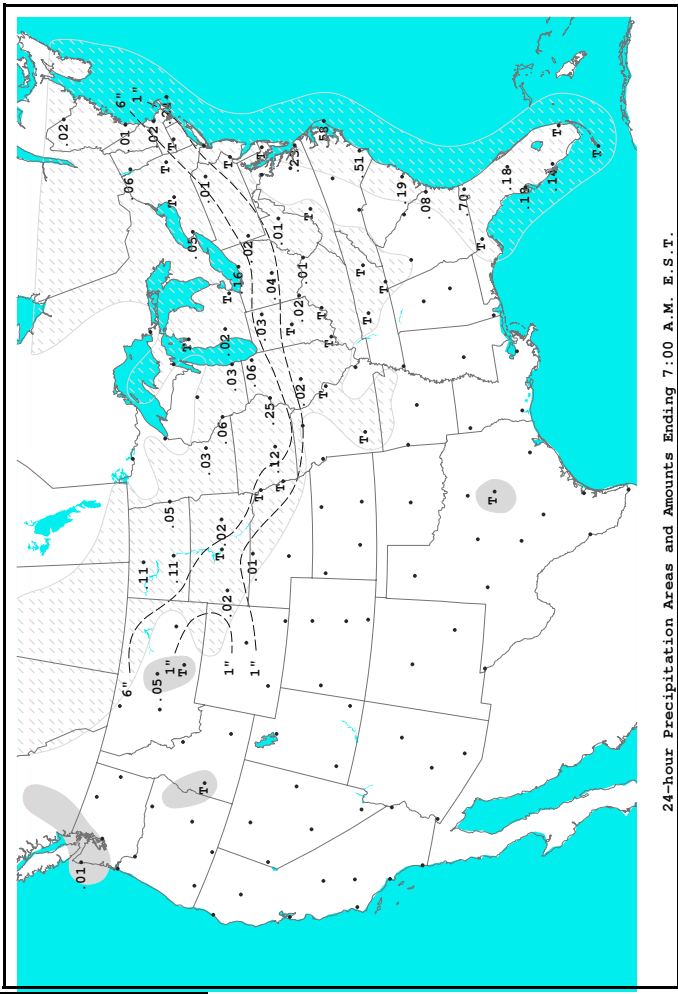 .01
.02
6"
.01
6"
.06
1"
.11
.02
.05
T
1"
.05
.11
T
T
T
T
.05
T
.03
.01
T
.02
.06
.02
.02
T
T
1"
.03
.16
.02
.01
.06
1"
T
T
.03
.25
.04
.12
.01
T
T
.02
.02
.01
T
T
T
.58
T
.51
T
T
T
T
.19
.08
.70
T
T
.18
.14
T
T
24-hour Precipitation Areas and Amounts Ending 7:00 A.M. E.S.T.